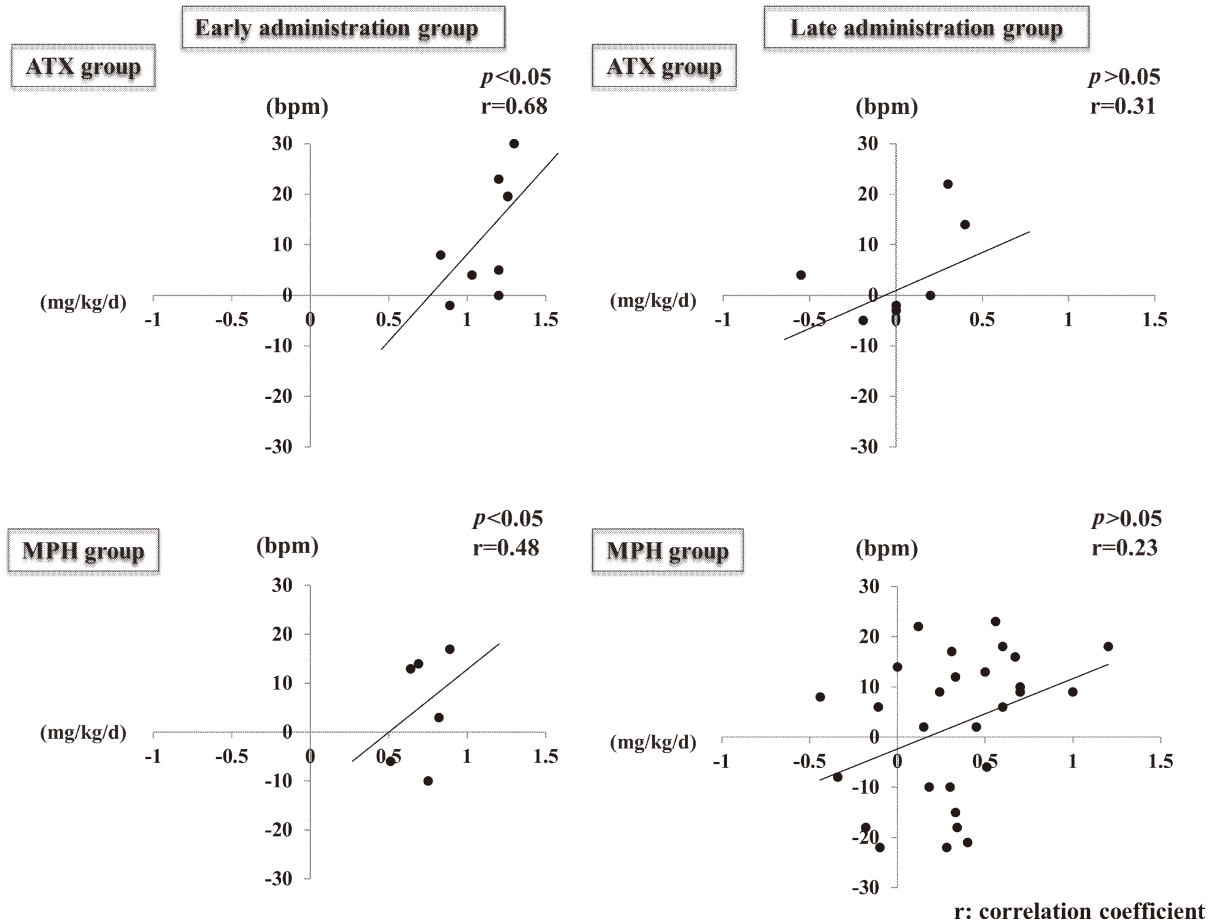 Early administration group
Late administration group
ATX group
p<0.05
r=0.68
(bpm)
30
20
10
0
-10
-20
-30
(mg/kg/d)
-1
-0.5
0
0.5
1
1.5
ATX group
p>0.05
r=0.31
(bpm)
30
20
10
0
-10
-20
-30
(mg/kg/d)
-1
-0.5
0
0.5
1
1.5
MPH group
p<0.05
r=0.48
(bpm)
30
20
10
0
-10
-20
-30
(mg/kg/d)
-1
-0.5
0
0.5
1
1.5
MPH group
p>0.05
r=0.23
(bpm)
30
20
10
0
-10
-20
-30
(mg/kg/d)
-1
-0.5
0
0.5
1
1.5
r: correlation coefficient